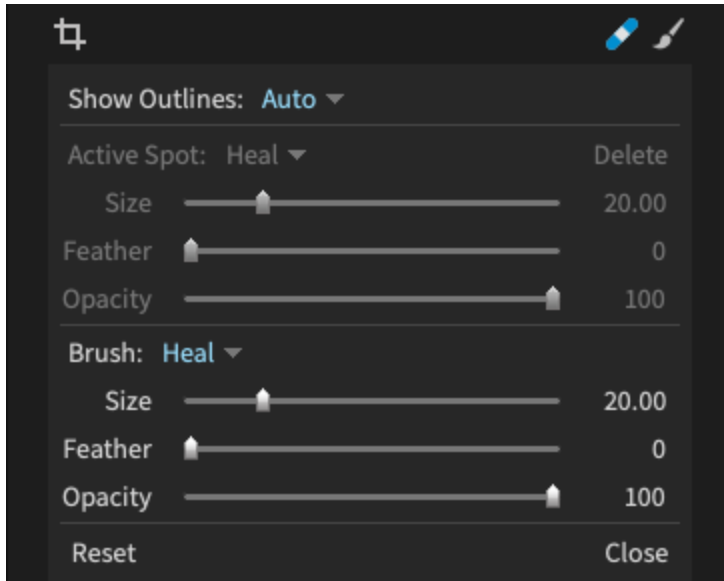 Show Outlines: Auto
Active Spot: Heal Delete
Size 20.00
Feather 0
Opacity 100
Brush: Heal
Size 20.00
Feather 0
Opacity 100
Reset Close